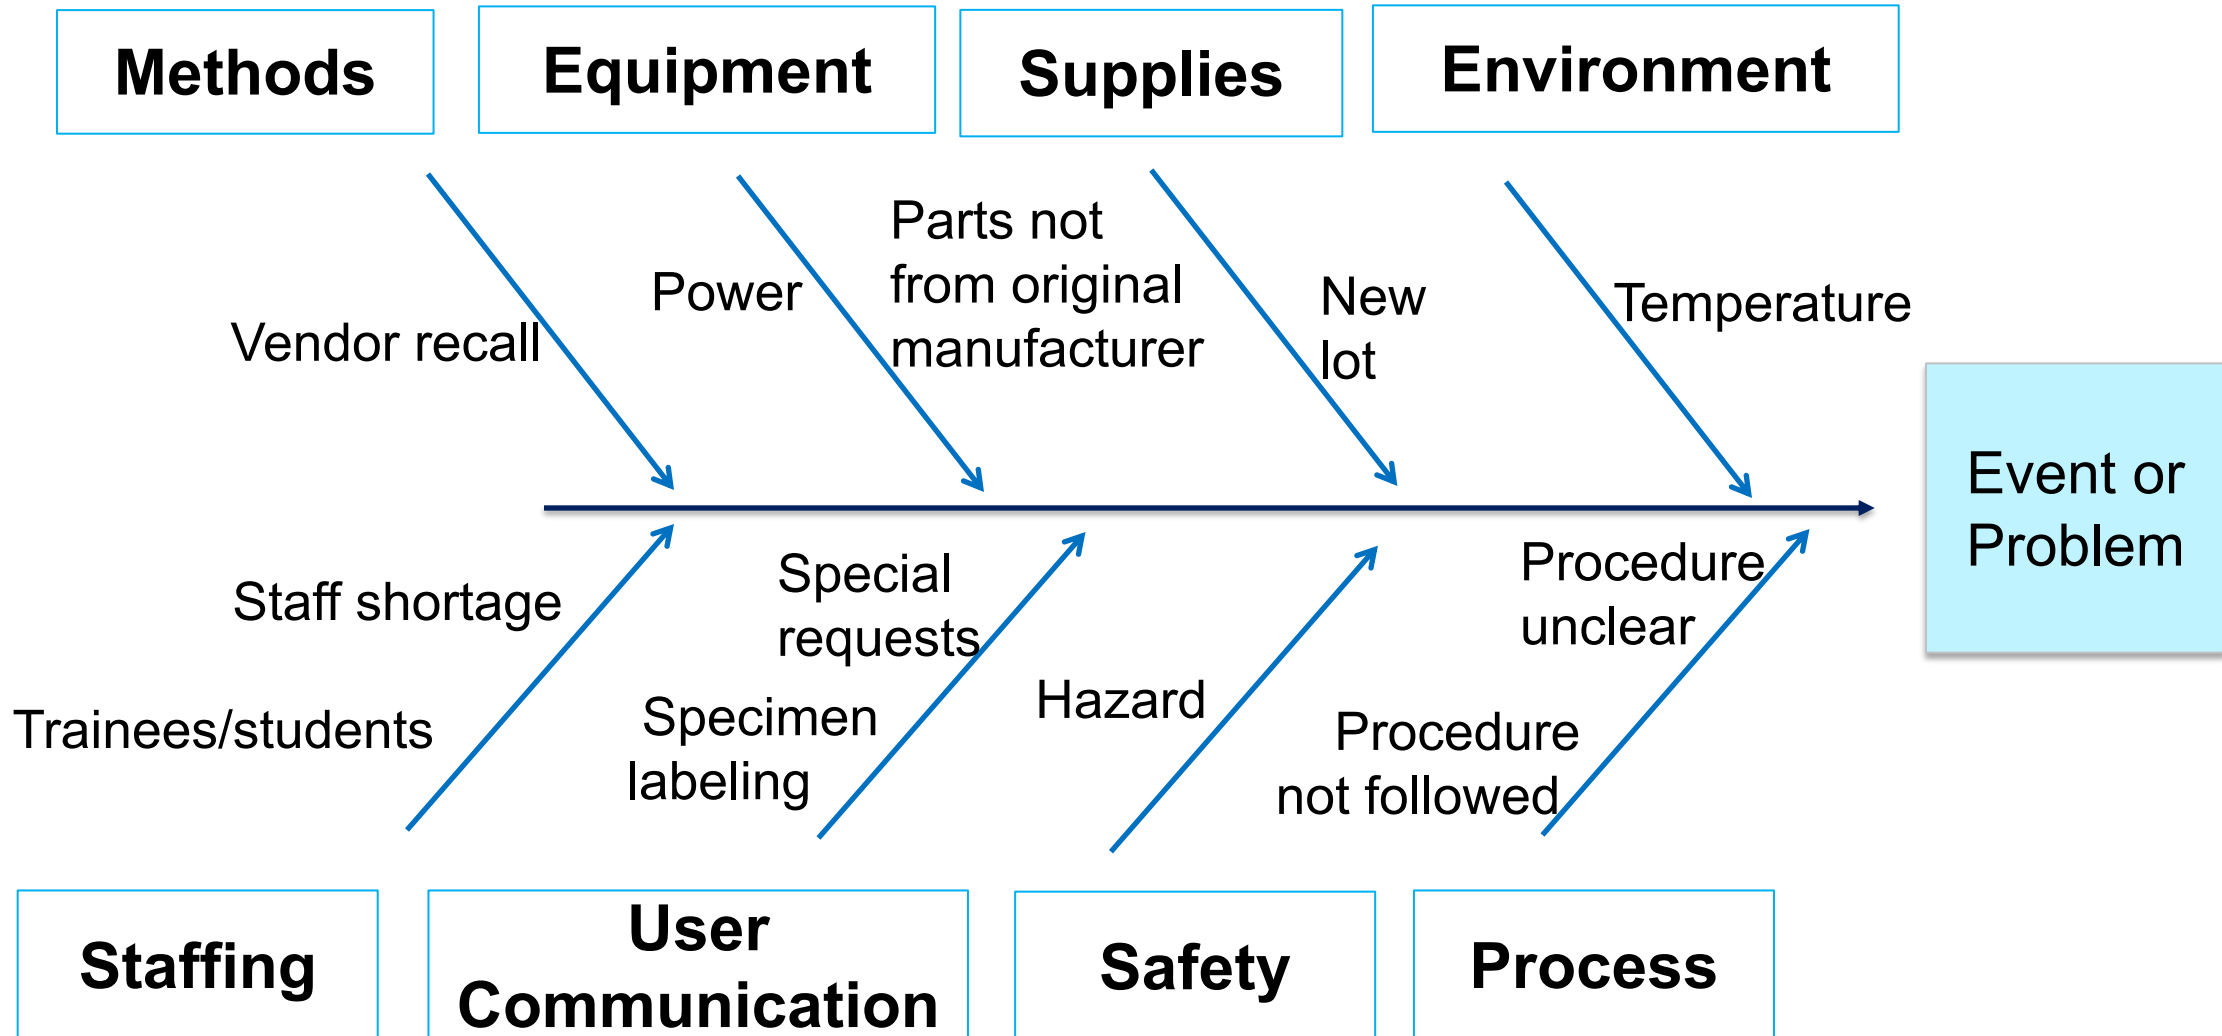 Methods
Equipment
Supplies
Environment
Vendor recall
Power
Parts not
from original
manufacturer
New
lot
Temperature
Event or
Problem
Staff shortage
Trainees/students
Special
requests
Specimen
labeling
Hazard
Procedure
unclear
Procedure
not followed
Staffing
User
Communication
Safety
Process